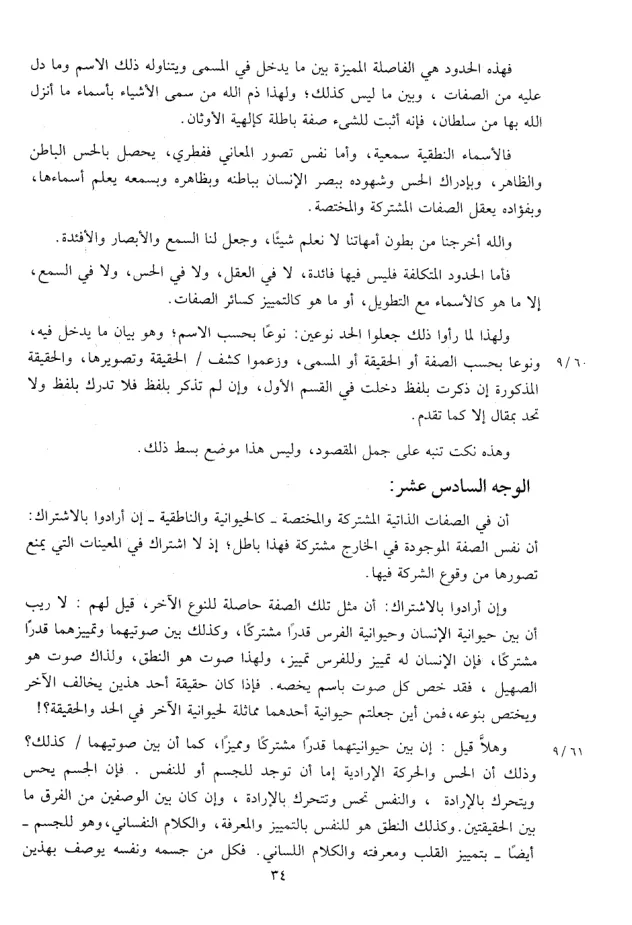 فهذه الحدود هي الفاصلة المميزة بين ما يدخل في المسمى ويتناوله ذلك الاسم وما دل
عليه من الصفات ، وبين ما ليس كذلك؛ ولهذا ذم الله من سمى الأشياء بأسماء ما أنزل
الله بها من سلطان، فإنه أثبت للشىء صفة باطلة كإلهية الأوثان.
فالأسماء النطقية سمعية، وأما نفس تصور المعاني ففطري، يحصل بالحس الباطن
والظاهر، وبإدراك الحس وشهوده ببصر الإنسان بباطنه وبظاهره وبسمعه يعلم أسماءها،
وبفؤاده يعقل الصفات المشتركة والمختصة.
والله أخرجنا من بطون أمهاتنا لا نعلم شيئًا، وجعل لنا السمع والأبصار والأفئدة.
فأما الحدود المتكلفة فليس فيها فائدة، لا في العقل، ولا في الحس، ولا في السمع،
إلا ما هو كالأسماء مع التطويل، أو ما هو كالتمييز كسائر الصفات.
ولهذا لما رأوا ذلك جعلوا الحد نوعين: نوعًا بحسب الاسم؛ وهو بيان ما يدخل فيه،
ونوعا بحسب الصفة أو الحقيقة أو المسمى، وزعموا كشف / الحقيقة وتصويرها، والحقيقة ٩/٦٠
المذكورة إن ذكرت بلفظ دخلت في القسم الأول، وإن لم تذكر بلفظ فلا تدرك بلفظ ولا
تحد بمقال إلا كما تقدم.
وهذه نكت تنبه على جمل المقصود، وليس هذا موضع بسط ذلك.
الوجه السادس عشر:
أن في الصفات الذاتية المشتركة والمختصة ـ كالحيوانية والناطقية ـ إن أرادوا بالاشتراك:
أن نفس الصفة الموجودة في الخارج مشتركة فهذا باطل؛ إذ لا اشتراك في المعينات التي يمنع
تصورها من وقوع الشركة فيها.
وإن أرادوا بالاشتراك: أن مثل تلك الصفة حاصلة للنوع الآخر، قيل لهم : لا ريب
أن بين حيوانية الإنسان وحيوانية الفرس قدرًا مشتركًا، وكذلك بين صوتيهما وتمييزهما قدرًا
مشتركًا، فإن الإنسان له تمييز وللفرس تمييز، ولهذا صوت هو النطق، ولذاك صوت هو
الصهيل ، فقد خص كل صوت باسم يخصه. فإذا كان حقيقة أحد هذين يخالف الآخر
ويختص بنوعه،فمن أين جعلتم حيوانية أحدهما مماثلة لحيوانية الآخر في الحد والحقيقة؟!
وهلاَّ قيل : إن بين حيوانيتهما قدرًا مشتركًا ومميزًا، كما أن بين صوتيهما / كذلك؟ ٩/٦١
وذلك أن الحس والحركة الإرادية إما أن توجد للجسم أو للنفس . فإن الجسم يحس
ويتحرك بالإرادة ، والنفس تحس وتتحرك بالإرادة ، وإن كان بين الوصفين من الفرق ما
بين الحقيقتين.وكذلك النطق هو للنفس بالتمييز والمعرفة، والكلام النفساني،وهو للجسم ـ
أيضًا ـ بتمييز القلب ومعرفته والكلام اللساني. فكل من جسمه ونفسه يوصف بهذين
٣٤